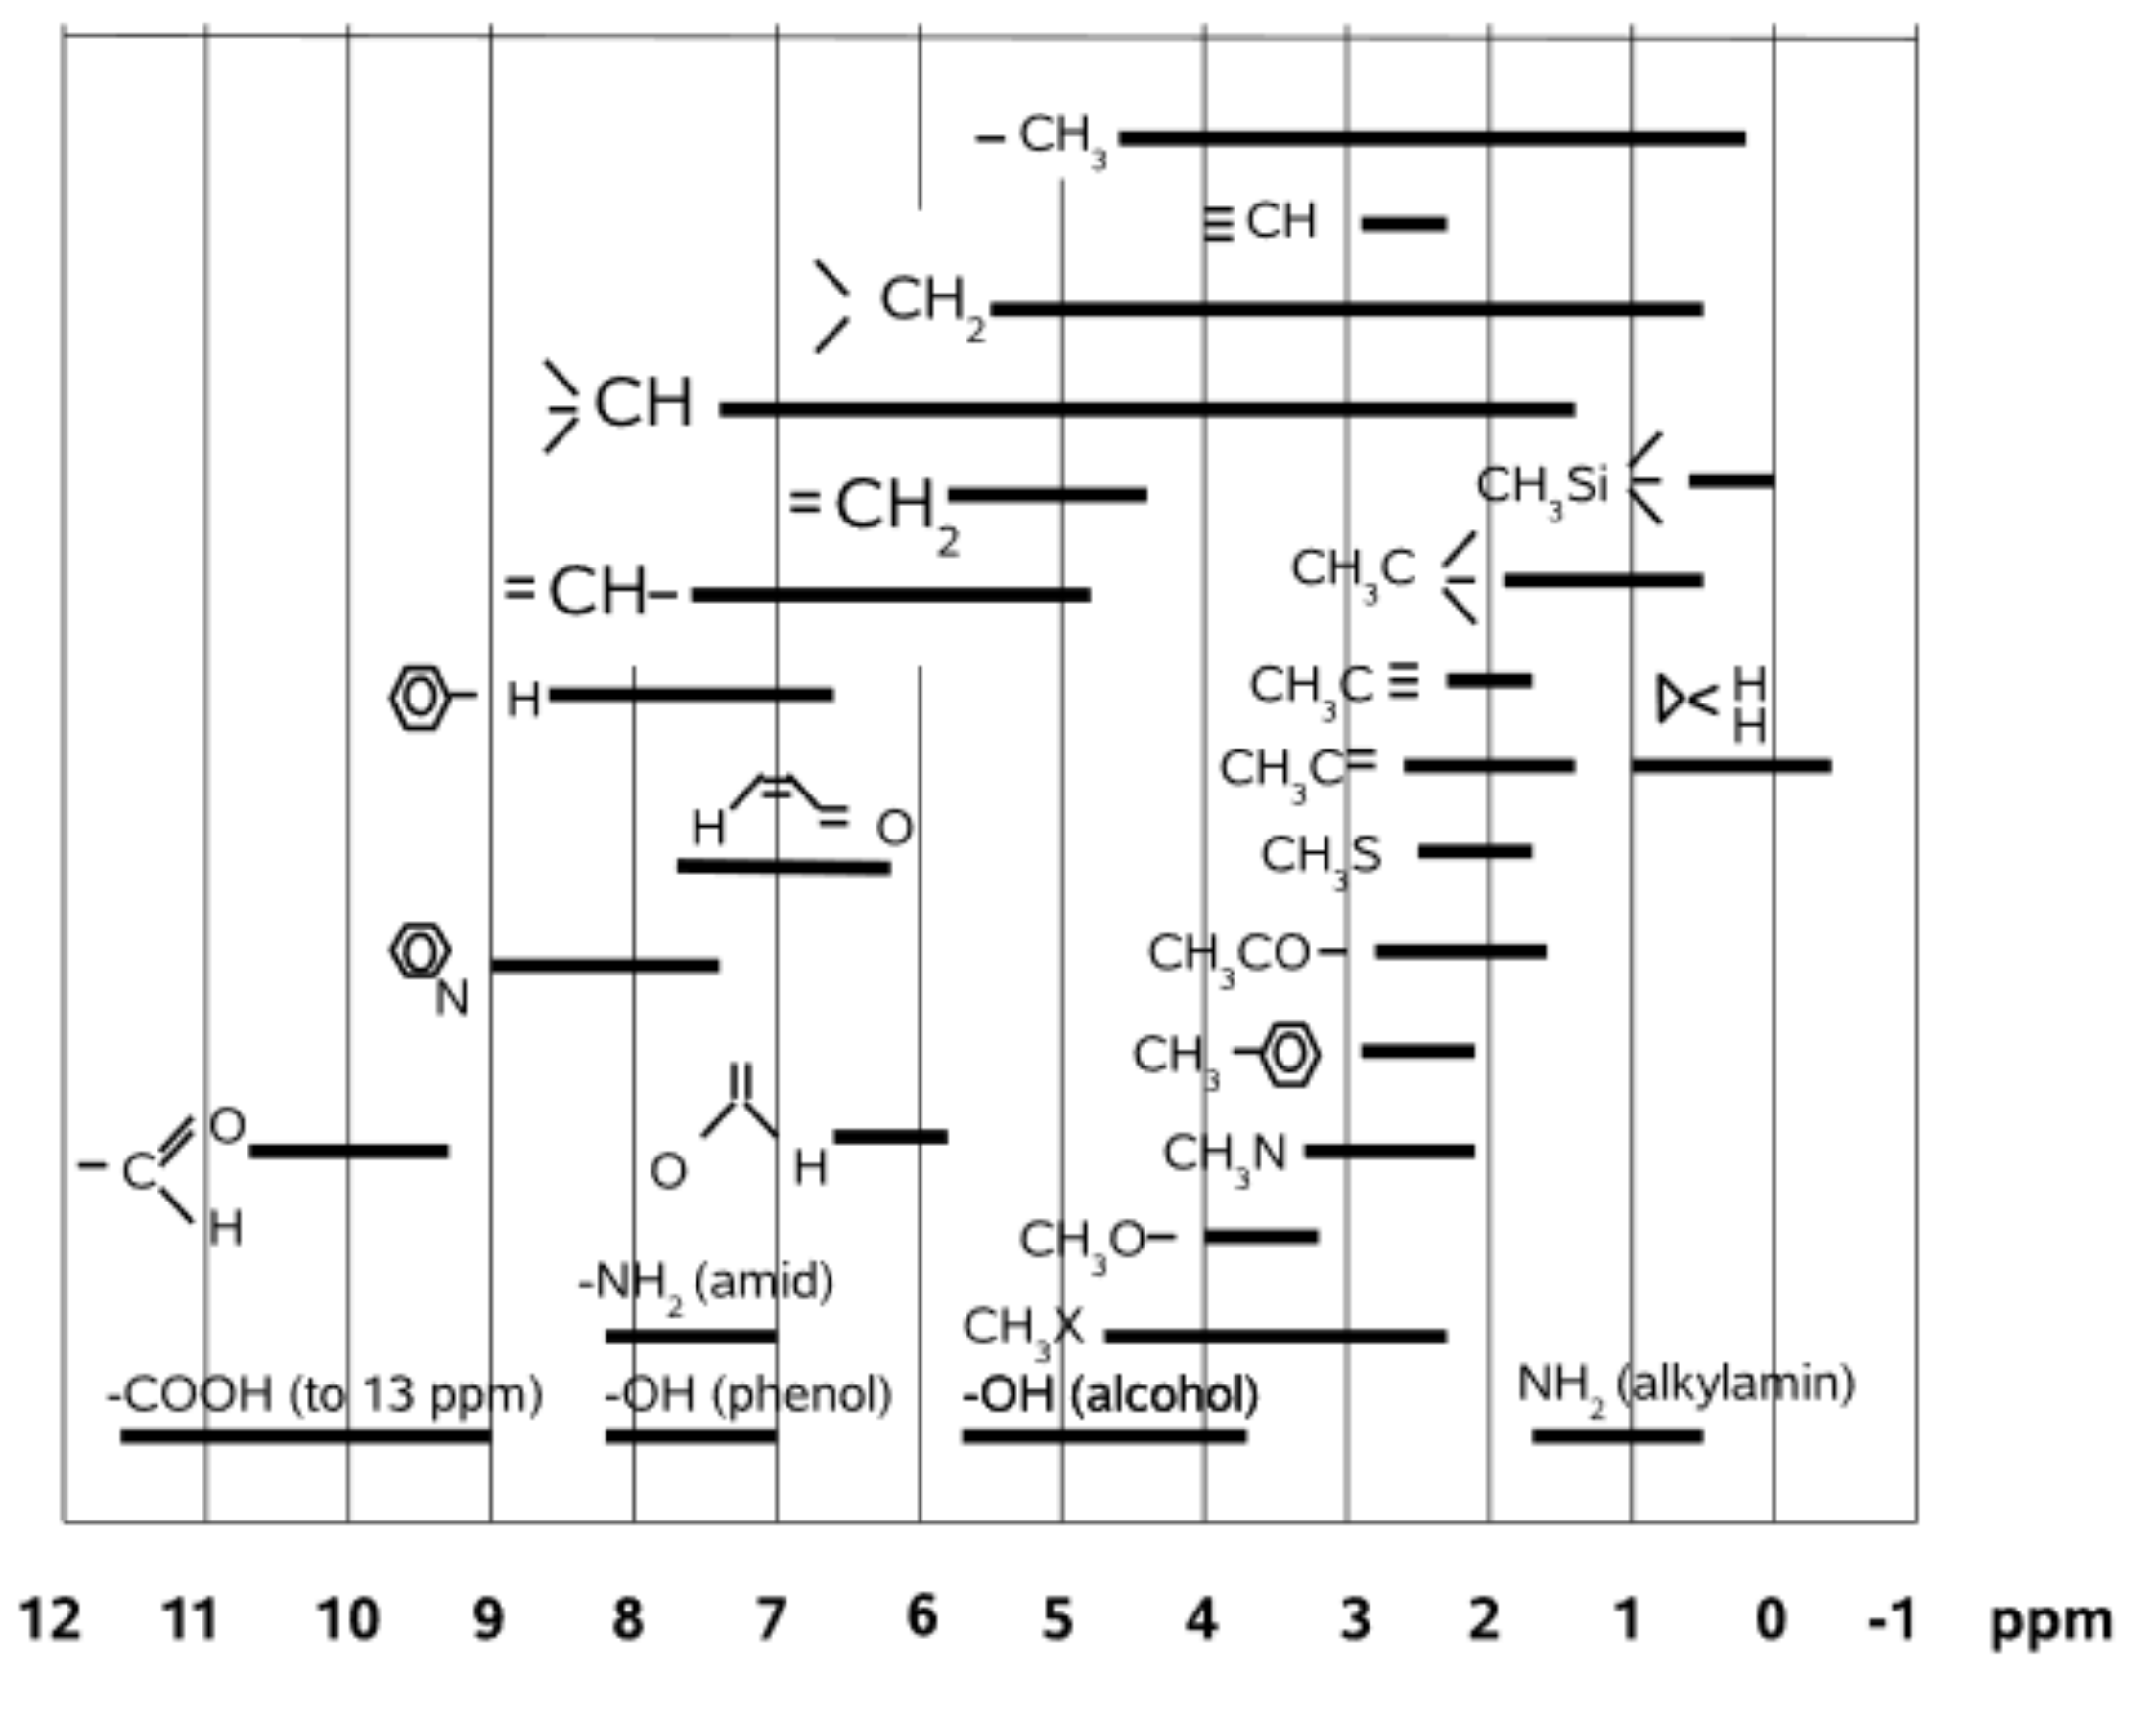 – CH₃
≡ CH
CH₂
CH
CH₃Si
= CH₂
CH₃C
= CH–
H
CH₃C ≡
H
H
CH₃C=
H
O
CH₃S
CH₃CO–
N
CH₃
O
– C
H
O
H
CH₃N
CH₃O–
-NH₂ (amid)
CH₃X
-COOH (to 13 ppm)
-OH (phenol)
-OH (alcohol)
NH₂ (alkylamin)
12 11 10 9 8 7 6 5 4 3 2 1 0 -1 ppm